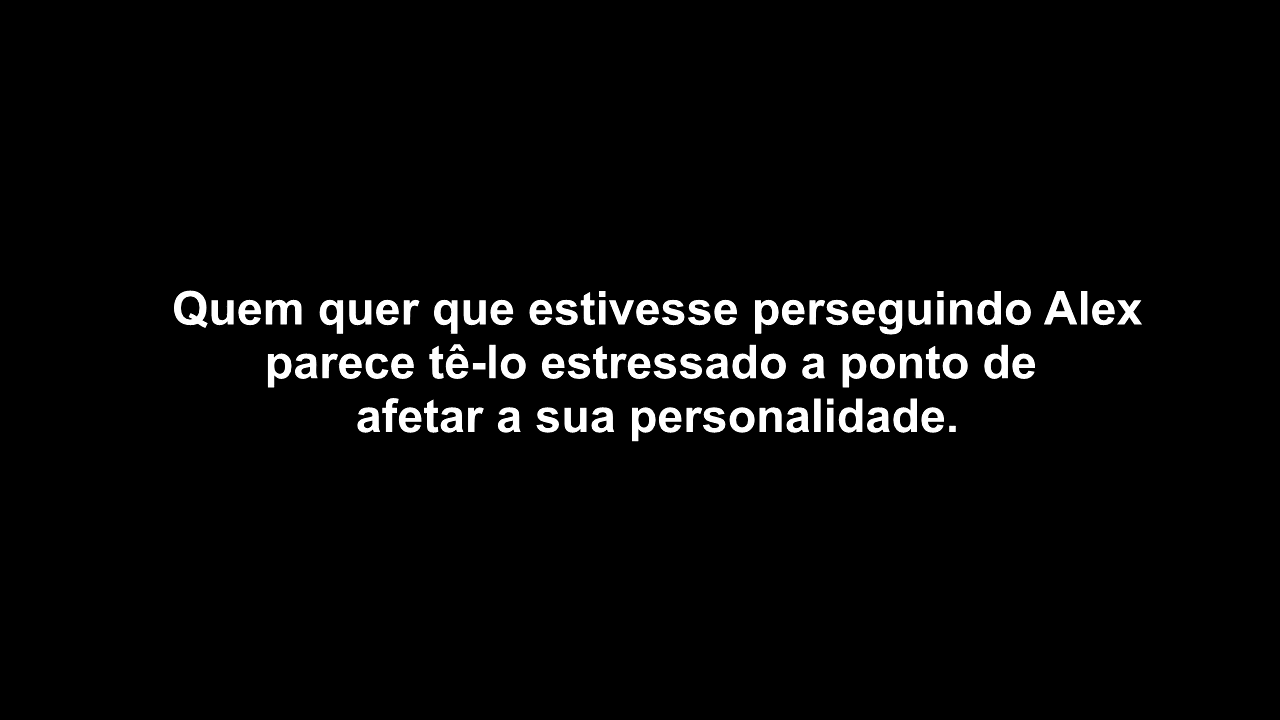 Quem quer que estivesse perseguindo Alex
parece tê-lo estressado a ponto de
afetar a sua personalidade.